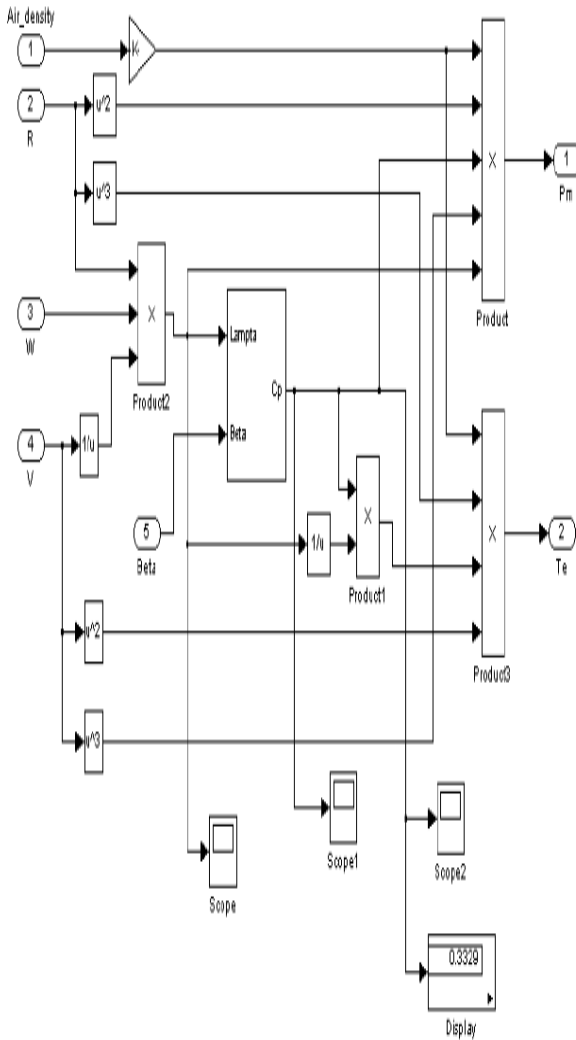 Air_density
1
K-
2
R
u^2
u^3
3
W
×
Product2
4
V
1/u
Lampta
Cp
Beta
5
Beta
1/u
×
Product1
×
Product
1
Pm
×
Product3
2
Te
u^2
u^3
Scope
Scope1
Scope2
0.3329
Display